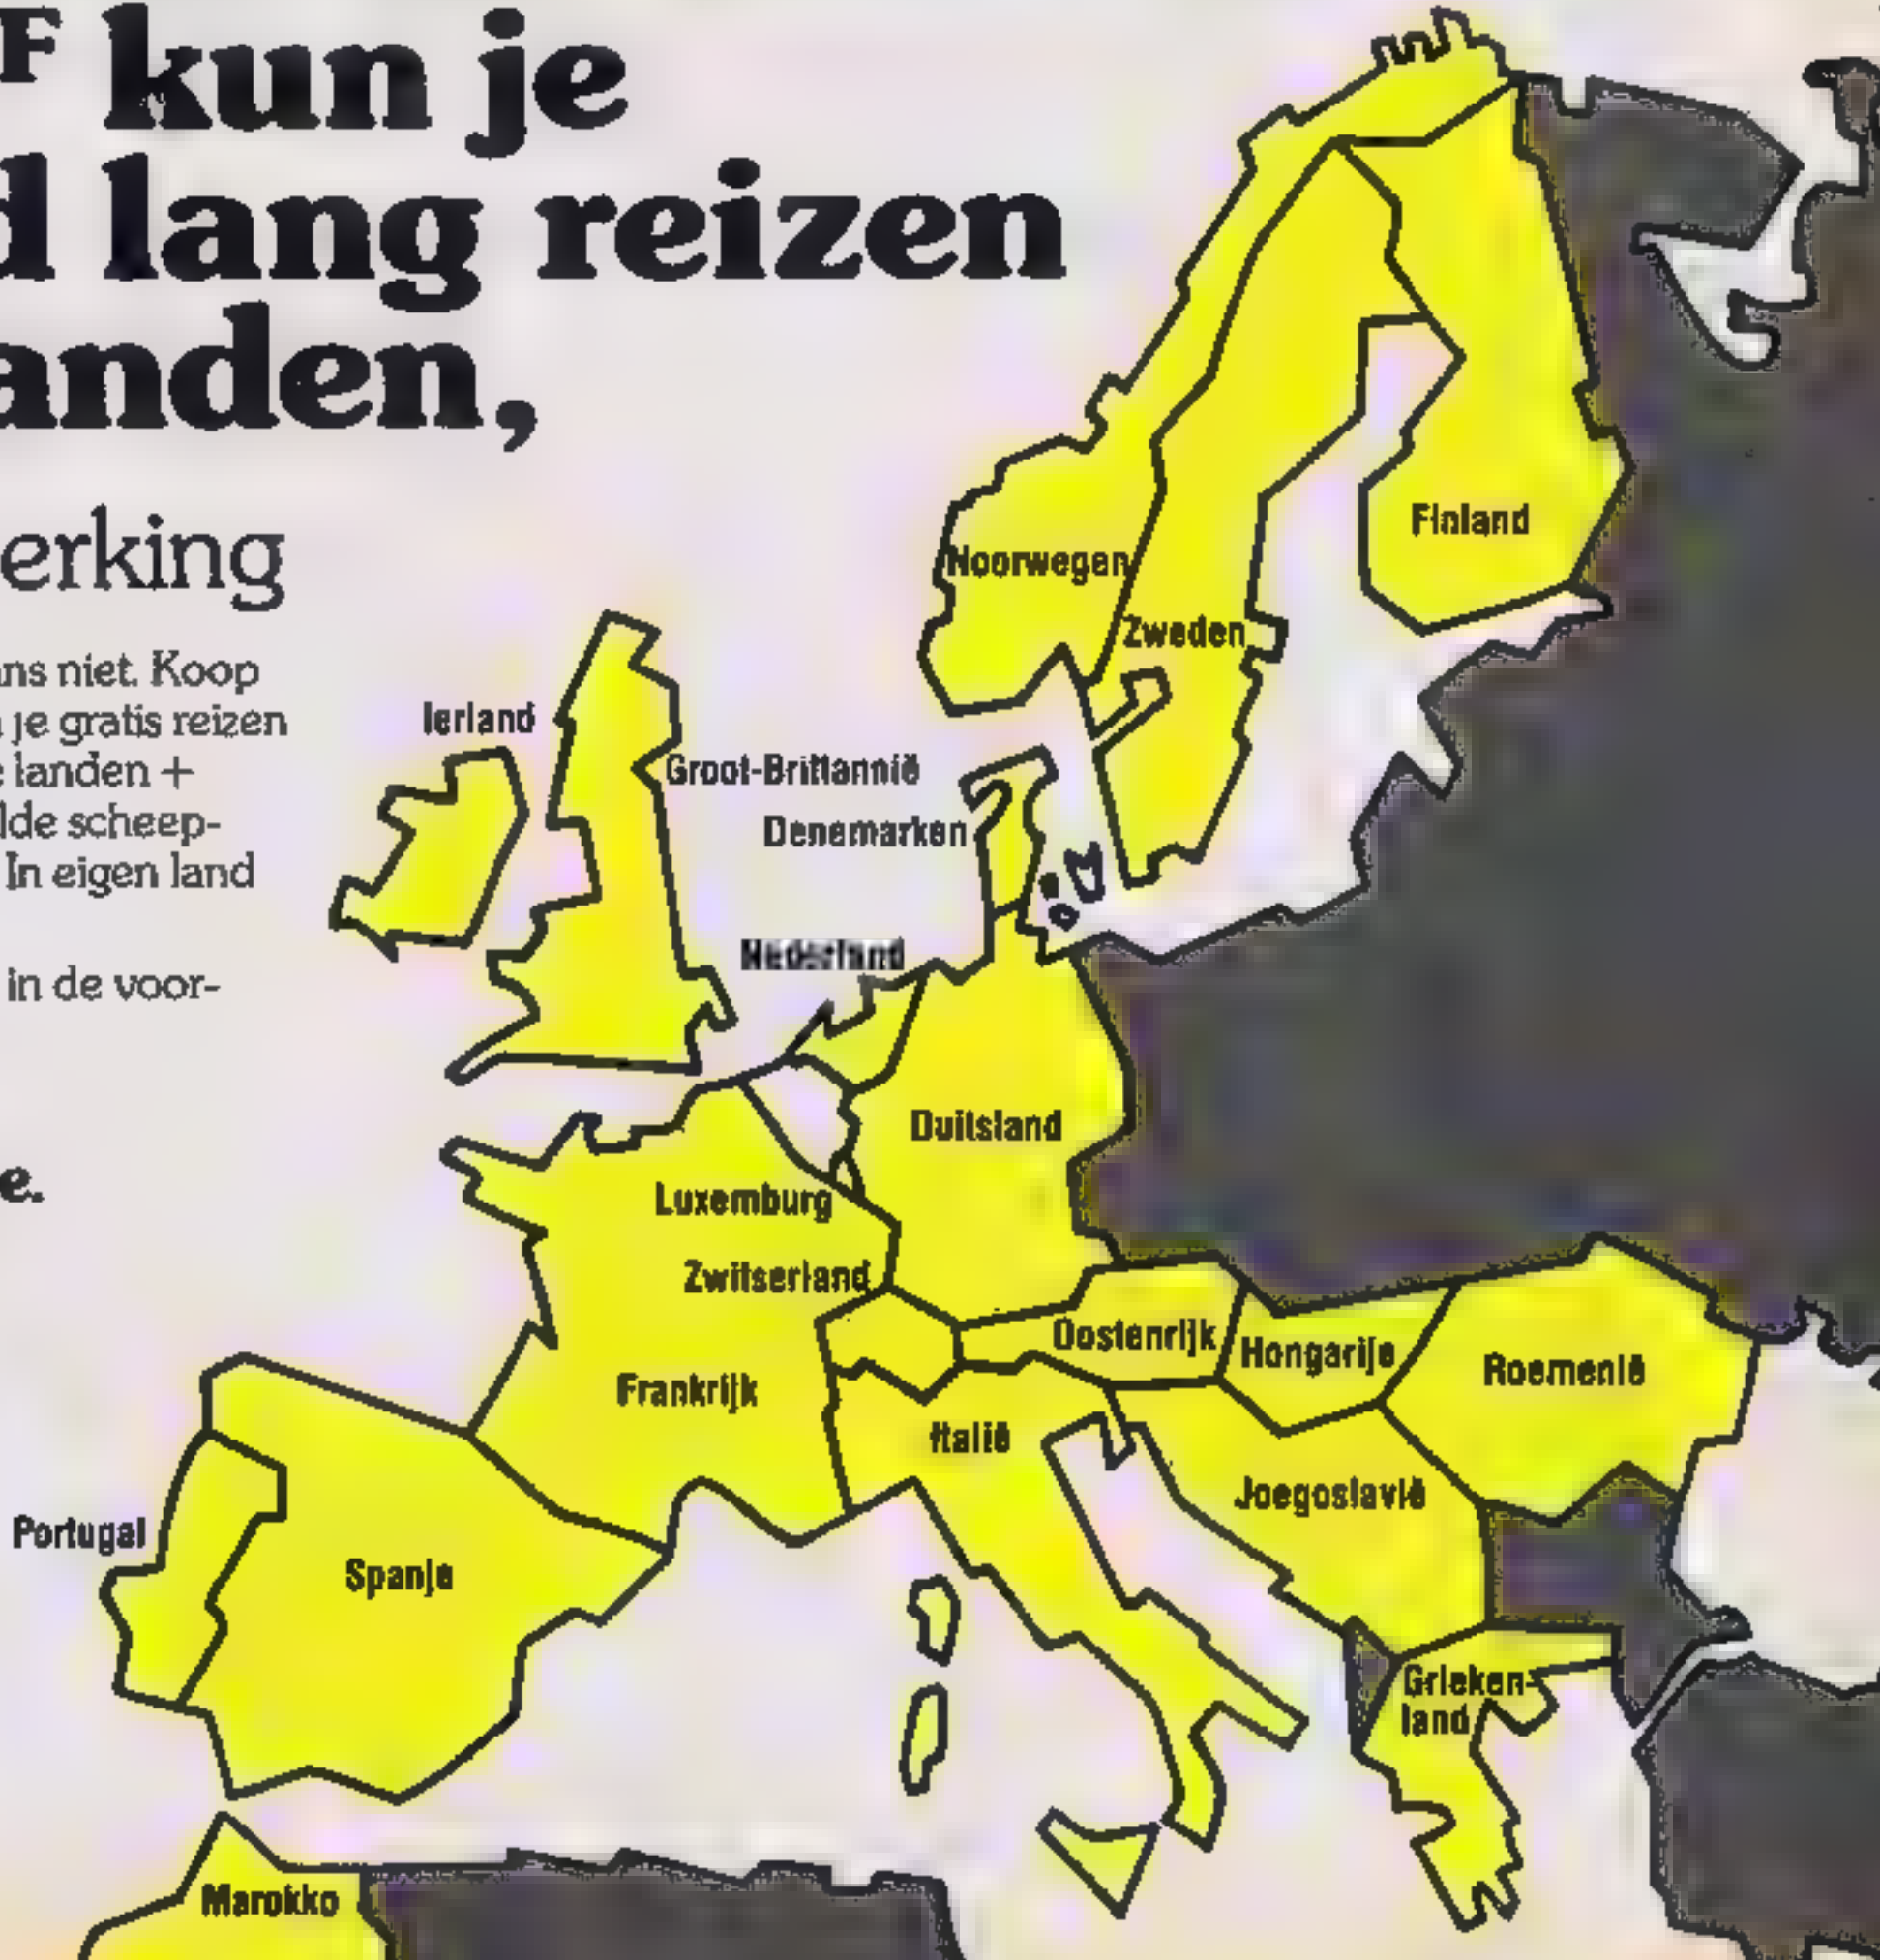 F kun je
d lang reizen
anden,
erking
ns niet. Koop
je gratis reizen
landen +
lde scheep-
In eigen land
in de voor-
e.
Noorwegen
Finland
Zweden
Ierland
Groot-Brittannië
Denemarken
Nederland
Duitsland
Luxemburg
Zwitserland
Oostenrijk
Hongarije
Roemenië
Frankrijk
Italië
Joegoslavië
Portugal
Spanje
Grieken-
land
Marokko